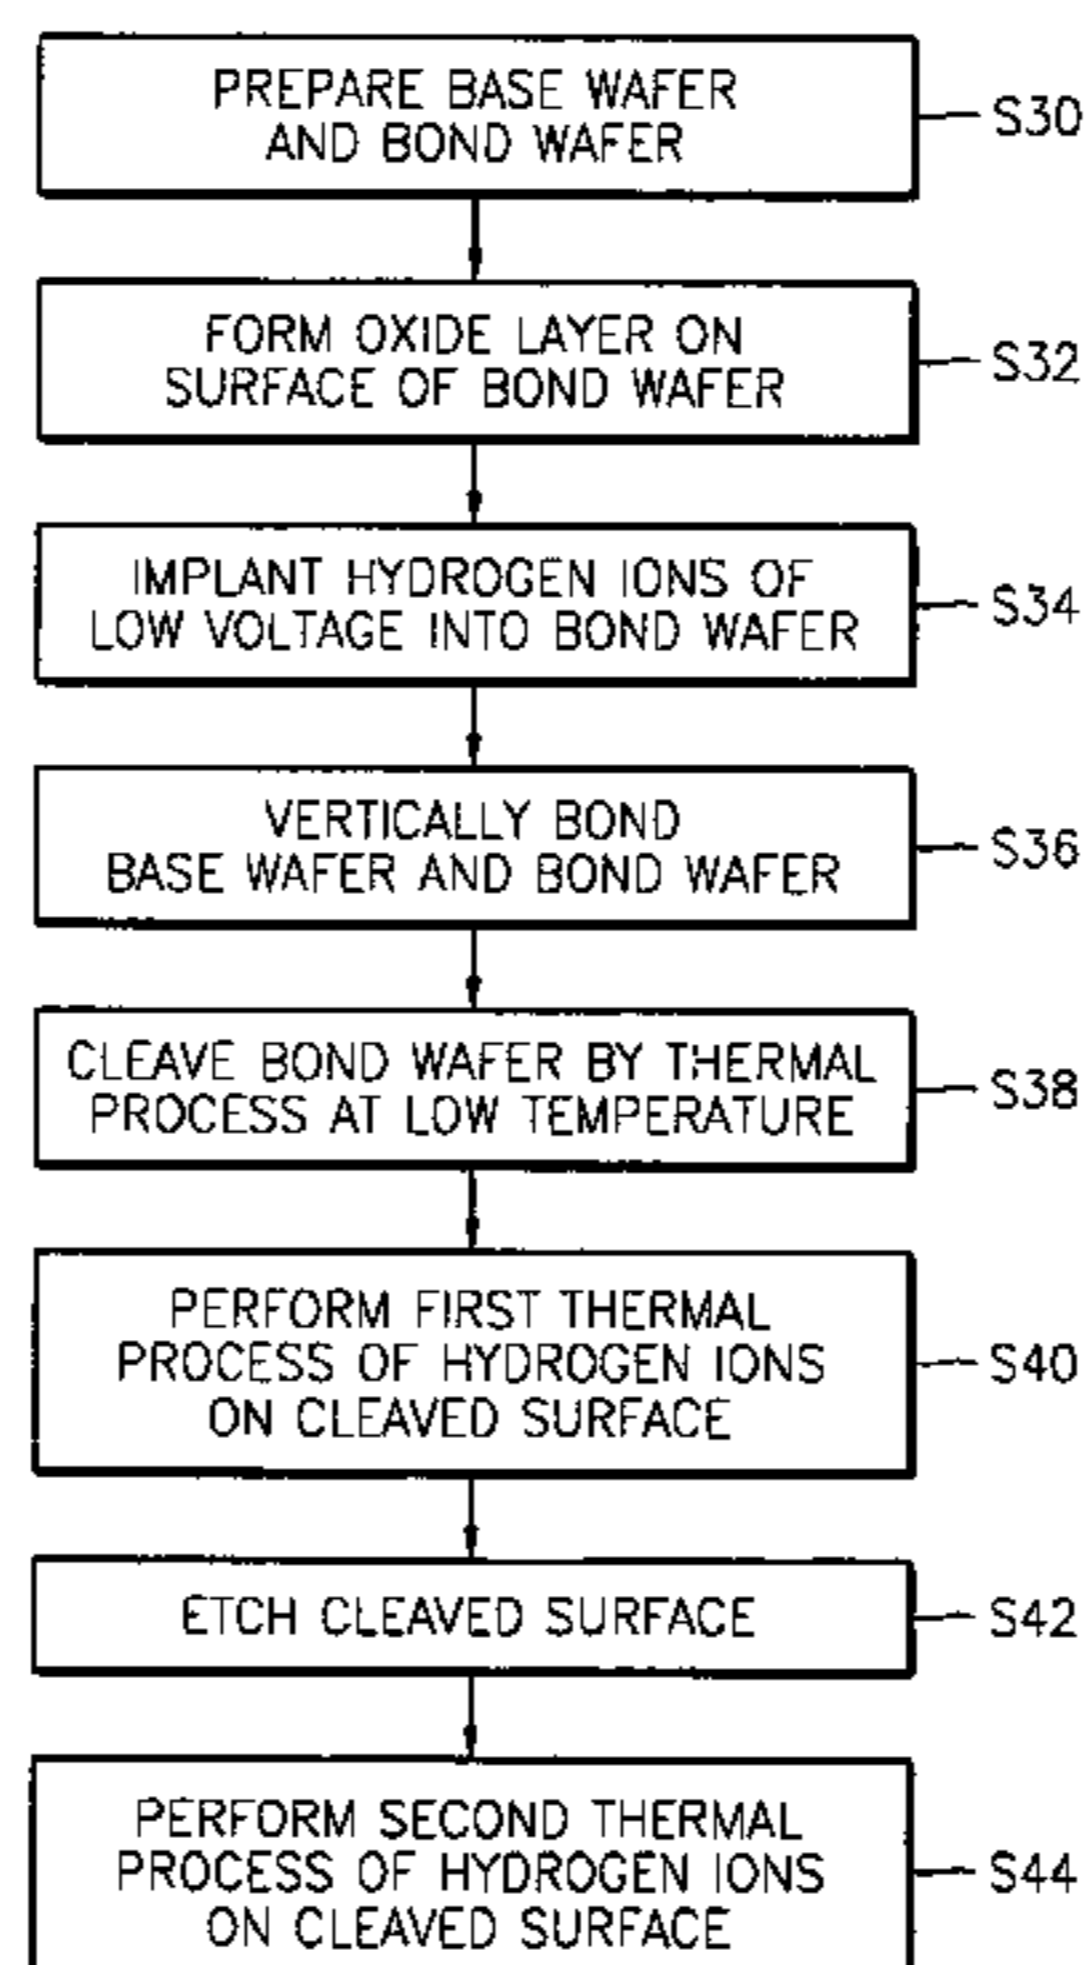 PREPARE BASE WAFER
AND BOND WAFER
S30
FORM OXIDE LAYER ON
SURFACE OF BOND WAFER
S32
IMPLANT HYDROGEN IONS OF
LOW VOLTAGE INTO BOND WAFER
S34
VERTICALLY BOND
BASE WAFER AND BOND WAFER
S36
CLEAVE BOND WAFER BY THERMAL
PROCESS AT LOW TEMPERATURE
S38
PERFORM FIRST THERMAL
PROCESS OF HYDROGEN IONS
ON CLEAVED SURFACE
S40
ETCH CLEAVED SURFACE
S42
PERFORM SECOND THERMAL
PROCESS OF HYDROGEN IONS
ON CLEAVED SURFACE
S44